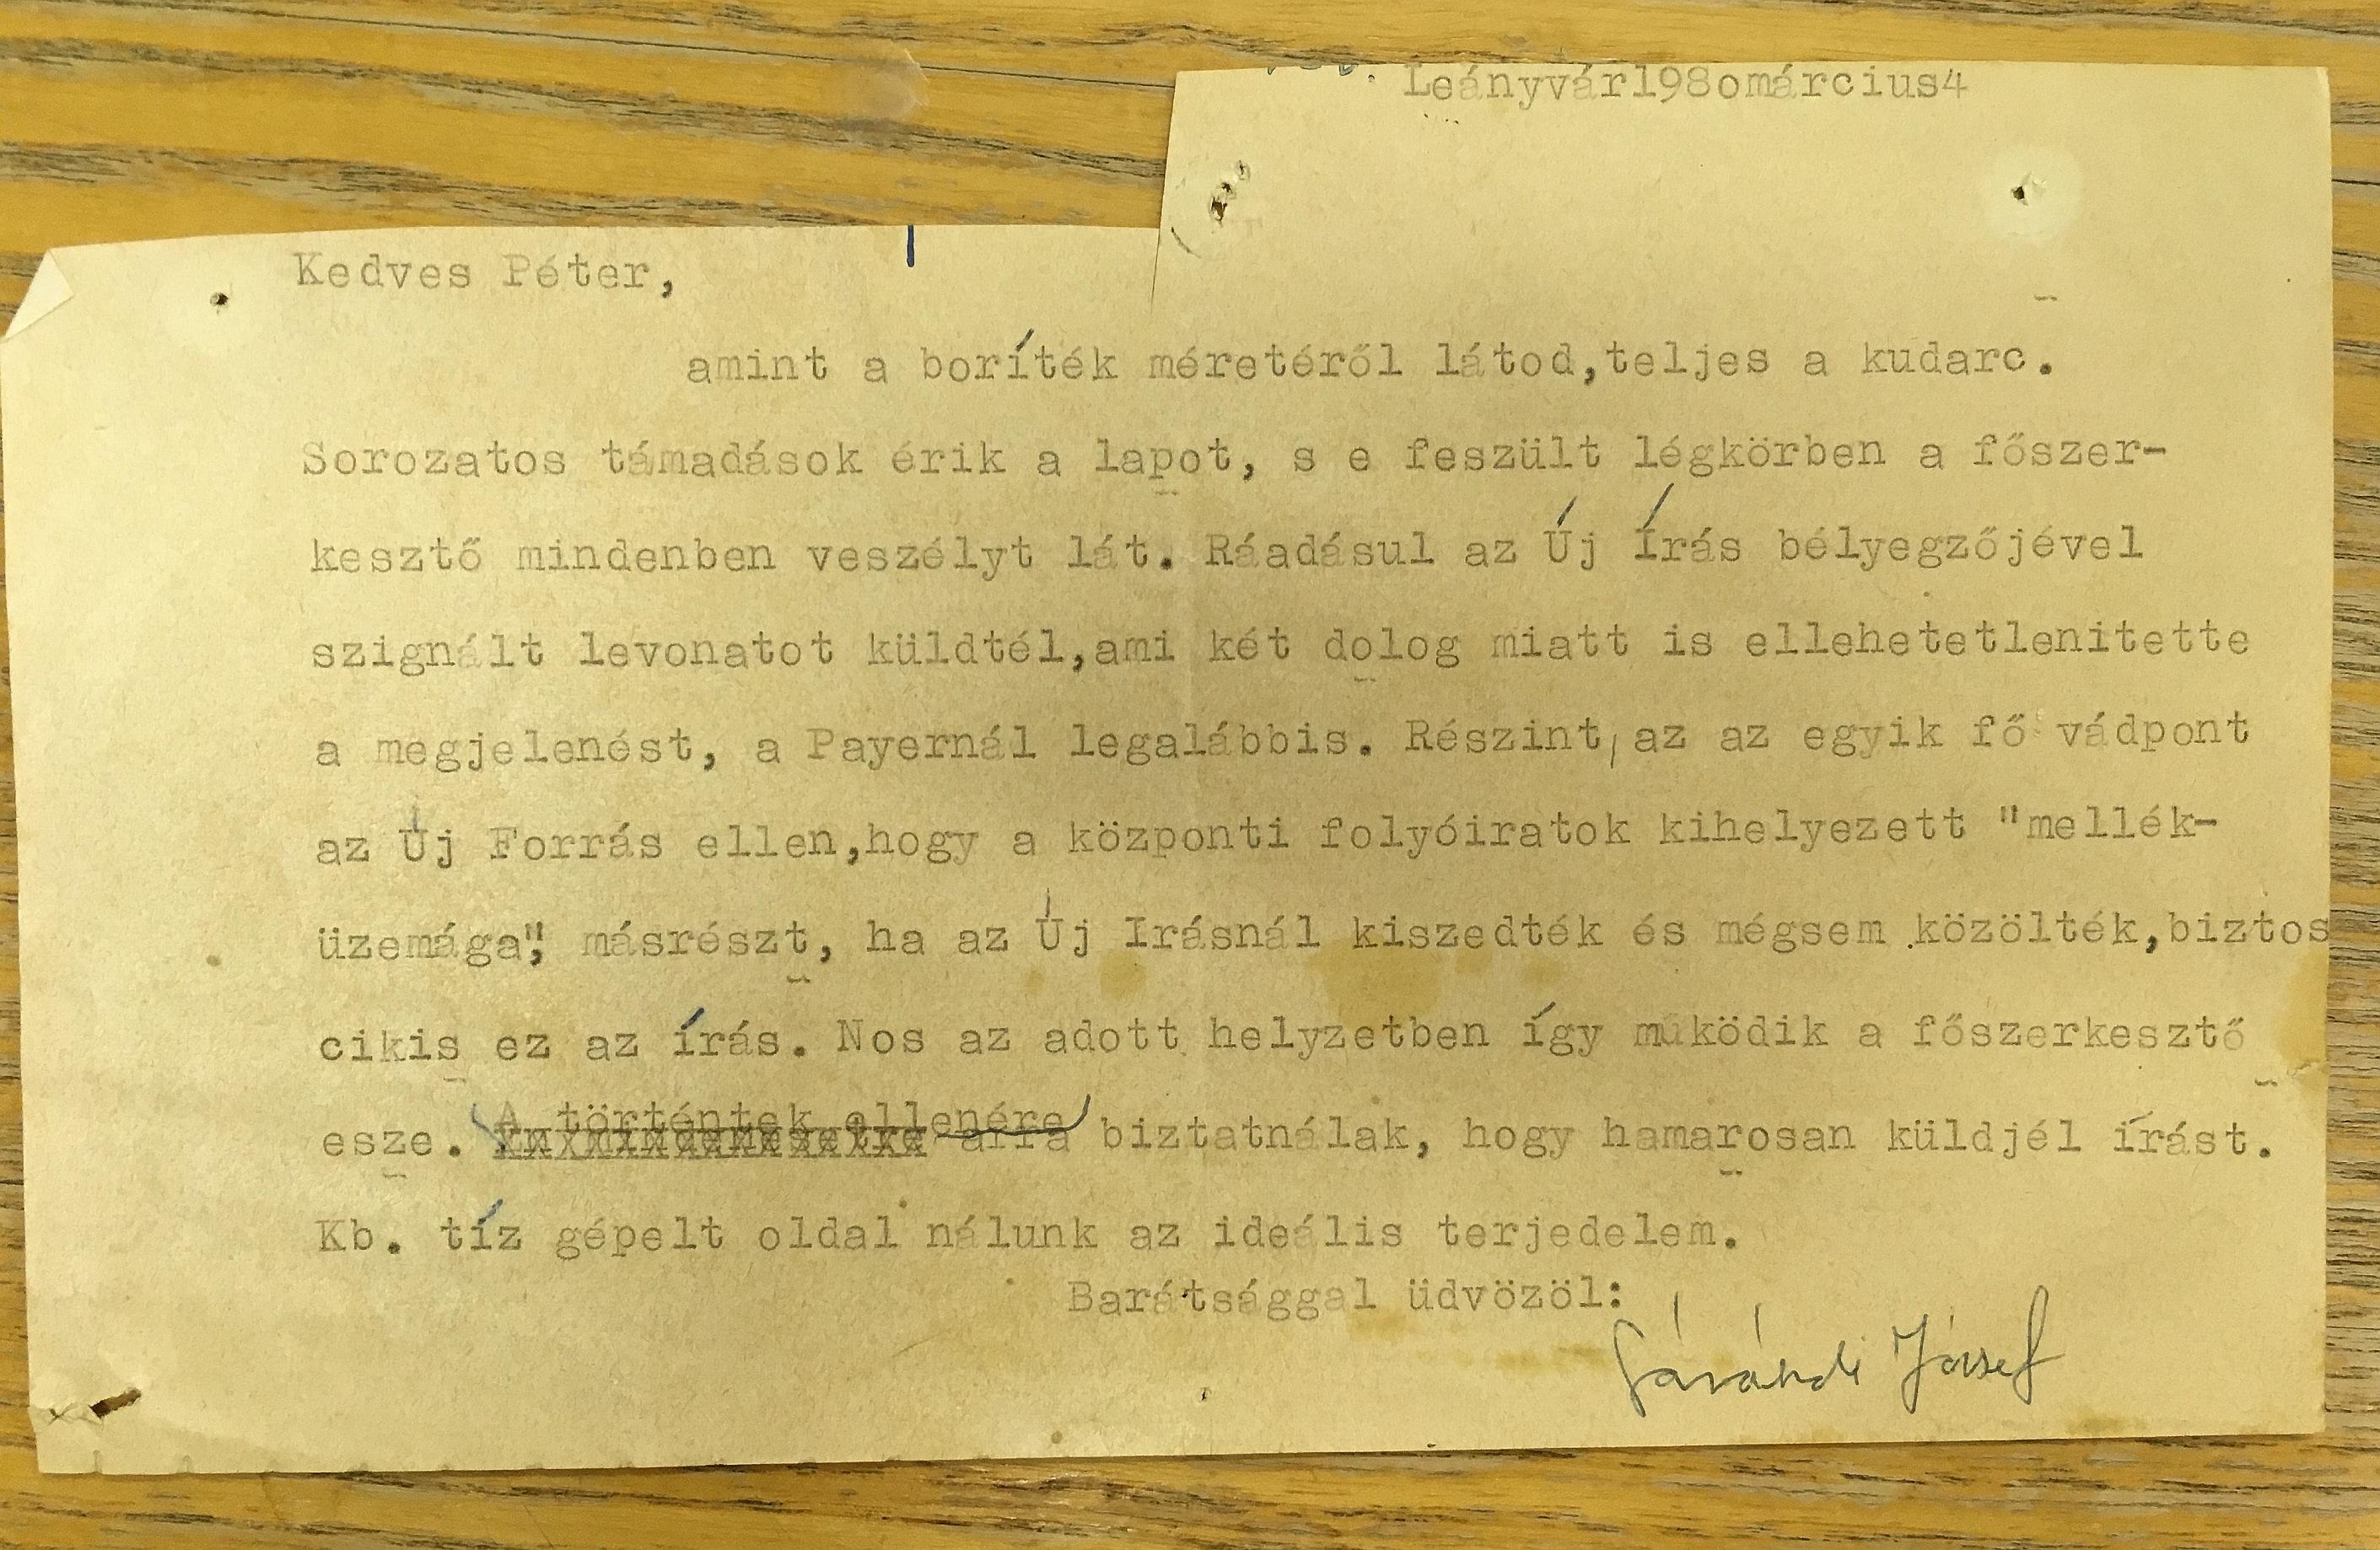 Leányvár198omárcius4
Kedves Péter,
amint a boríték méretéről látod,teljes a kudarc.
Sorozatos támadások érik a lapot, s e feszült légkörben a főszer-
kesztő mindenben veszélyt lát. Ráadásul az Új Írás bélyegzőjével
szignált levonatot küldtél,ami két dolog miatt is ellehetetlenitette
a megjelenést, a Payernál legalábbis. Részint, az az egyik fő vádpont
az Új Forrás ellen,hogy a központi folyóiratok kihelyezett "mellék-
üzemága", másrészt, ha az Új Irásnál kiszedték és mégsem közölték,biztos
cikis ez az írás. Nos az adott helyzetben így működik a főszerkesztő
A történtek ellenére
esze. arra biztatnálak, hogy hamarosan küldjél írást.
Kb. tíz gépelt oldal nálunk az ideális terjedelem.
Barátsággal üdvözöl:
Sárándi József